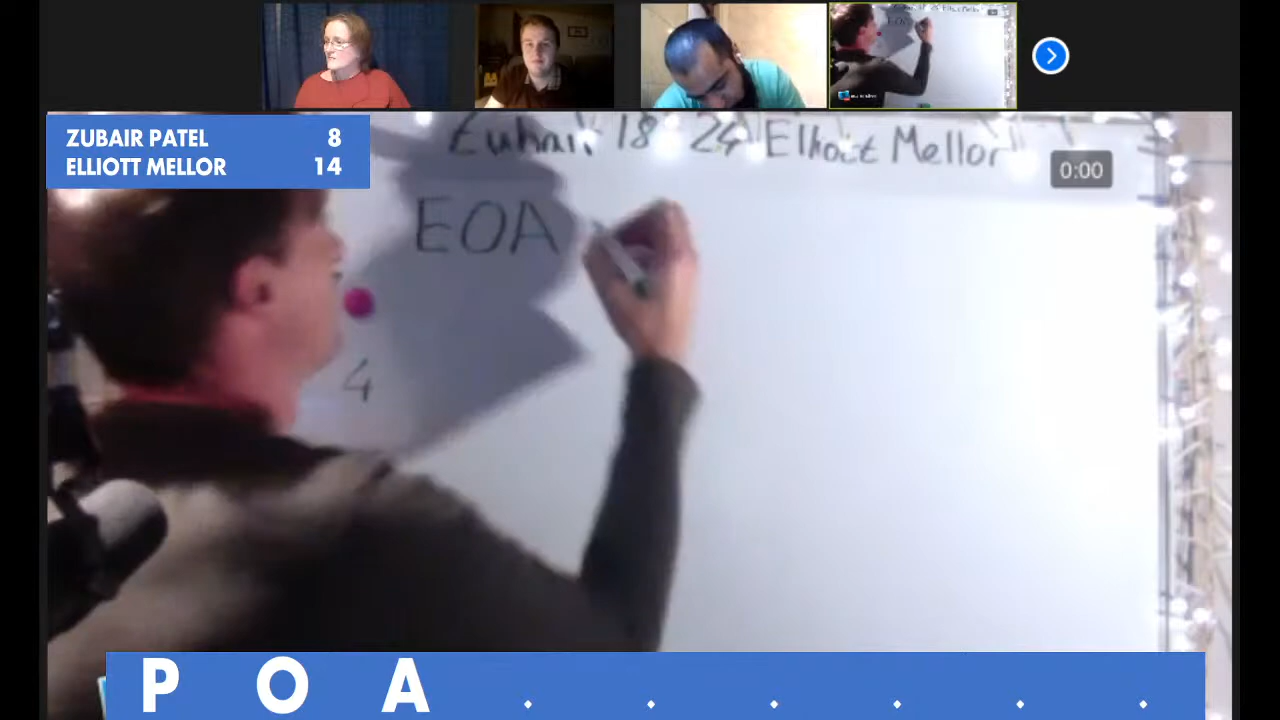 ZUBAIR PATEL 8
ELLIOTT MELLOR 14
Zubair 18 24 Elliott Mellor
0:00
EOA
4
P O A . . . . . .